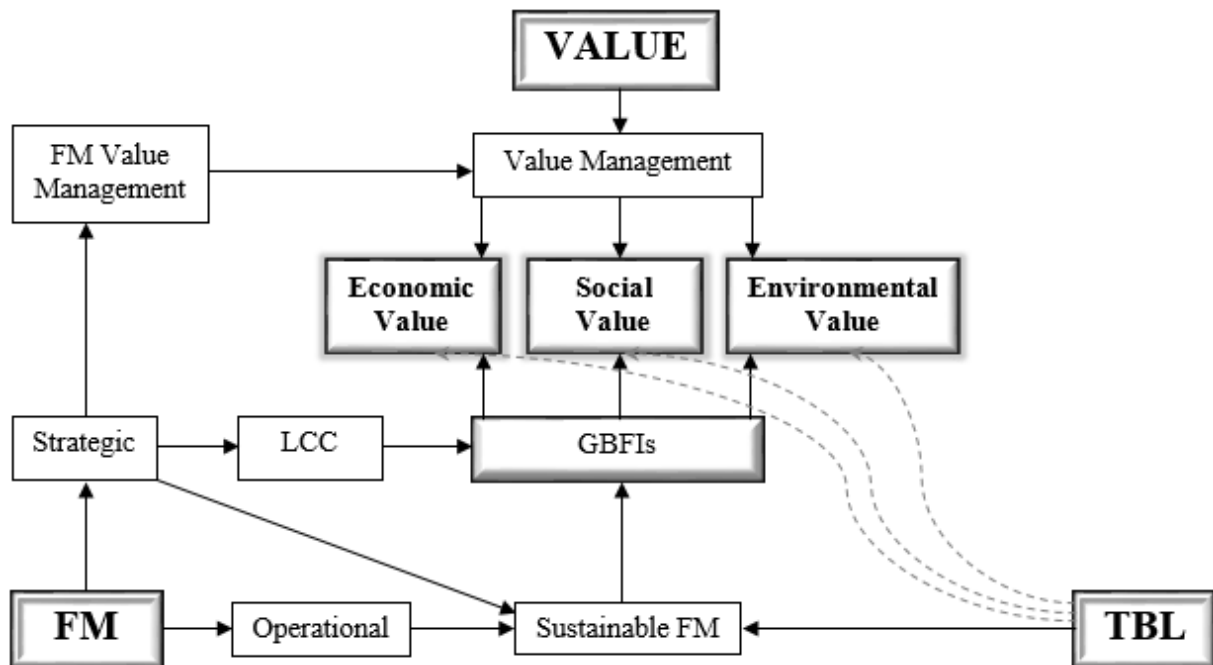 VALUE
FM Value
Management
Value Management
Economic
Value
Social
Value
Environmental
Value
Strategic
LCC
GBFIs
FM
Operational
Sustainable FM
TBL